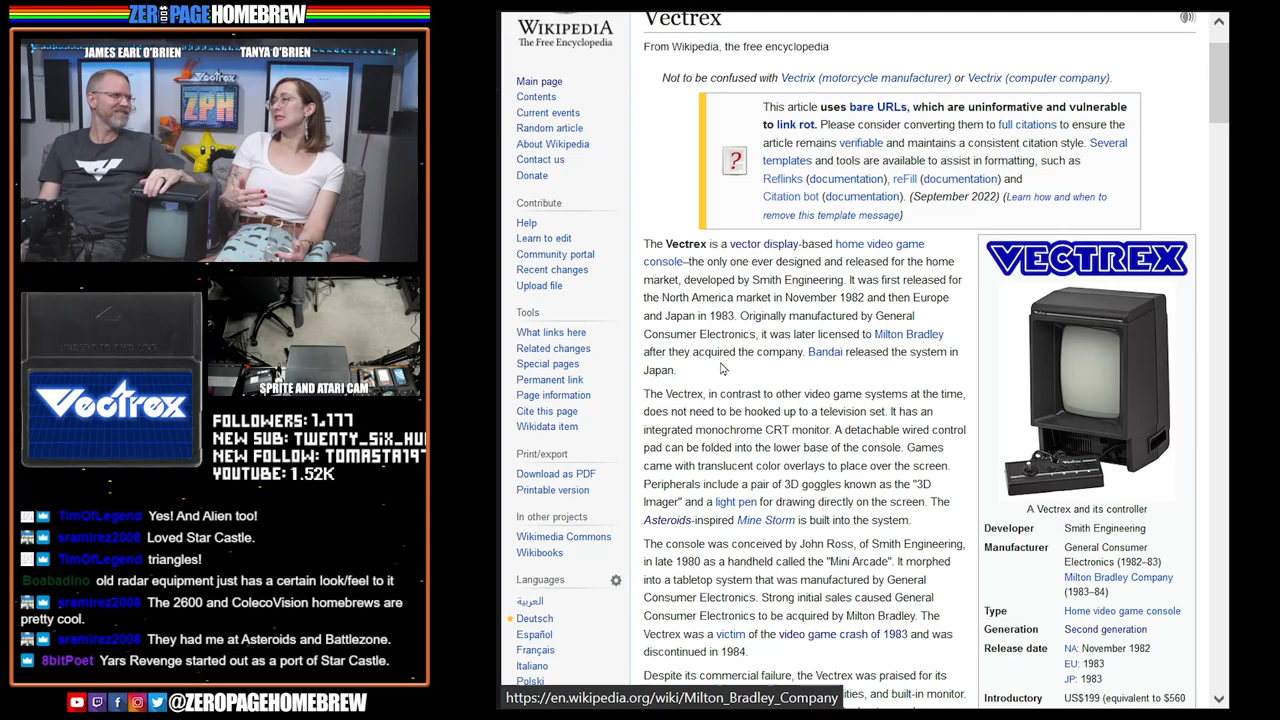 ZERO PAGE HOMEBREW
JAMES EARL O'BRIEN
TANYA O'BRIEN
Vectrex
ZPH
INSERT TO THIS LINE
Vectrex
SPRITE AND ATARI CAM
FOLLOWERS: 1,177
NEW SUB: TWENTY_SIX_HU
NEW FOLLOW: TOMASTA197
YOUTUBE: 1.52K
TimOfLegend Yes! And Alien too!
sramirez2008 Loved Star Castle.
TimOfLegend triangles!
Boabadino old radar equipment just has a certain look/feel to it
sramirez2008 The 2600 and ColecoVision homebrews are
pretty cool.
sramirez2008 They had me at Asteroids and Battlezone.
8bitPoet Yars Revenge started out as a port of Star Castle.
@ZEROPAGEHOMEBREW
WIKIPEDIA
The Free Encyclopedia
Main page
Contents
Current events
Random article
About Wikipedia
Contact us
Donate
Contribute
Help
Learn to edit
Community portal
Recent changes
Upload file
Tools
What links here
Related changes
Special pages
Permanent link
Page information
Cite this page
Wikidata item
Print/export
Download as PDF
Printable version
In other projects
Wikimedia Commons
Wikibooks
Languages
العربية
Deutsch
Español
Français
Italiano
Polski
Vectrex
From Wikipedia, the free encyclopedia
Not to be confused with Vectrix (motorcycle manufacturer) or Vectrix (computer company).
?
This article uses bare URLs, which are uninformative and vulnerable
to link rot. Please consider converting them to full citations to ensure the
article remains verifiable and maintains a consistent citation style. Several
templates and tools are available to assist in formatting, such as
Reflinks (documentation), reFill (documentation) and
Citation bot (documentation). (September 2022) (Learn how and when to
remove this template message)
The Vectrex is a vector display-based home video game
console–the only one ever designed and released for the home
market, developed by Smith Engineering. It was first released for
the North America market in November 1982 and then Europe
and Japan in 1983. Originally manufactured by General
Consumer Electronics, it was later licensed to Milton Bradley
after they acquired the company. Bandai released the system in
Japan.
The Vectrex, in contrast to other video game systems at the time,
does not need to be hooked up to a television set. It has an
integrated monochrome CRT monitor. A detachable wired control
pad can be folded into the lower base of the console. Games
came with translucent color overlays to place over the screen.
Peripherals include a pair of 3D goggles known as the "3D
Imager" and a light pen for drawing directly on the screen. The
Asteroids-inspired Mine Storm is built into the system.
The console was conceived by John Ross, of Smith Engineering,
in late 1980 as a handheld called the "Mini Arcade". It morphed
into a tabletop system that was manufactured by General
Consumer Electronics. Strong initial sales caused General
Consumer Electronics to be acquired by Milton Bradley. The
Vectrex was a victim of the video game crash of 1983 and was
discontinued in 1984.
Despite its commercial failure, the Vectrex was praised for its
ities, and built-in monitor.
VECTREX
A Vectrex and its controller
Developer Smith Engineering
Manufacturer General Consumer
Electronics (1982–83)
Milton Bradley Company
(1983–84)
Type Home video game console
Generation Second generation
Release date NA: November 1982
EU: 1983
JP: 1983
Introductory US$199 (equivalent to $560
https://en.wikipedia.org/wiki/Milton_Bradley_Company